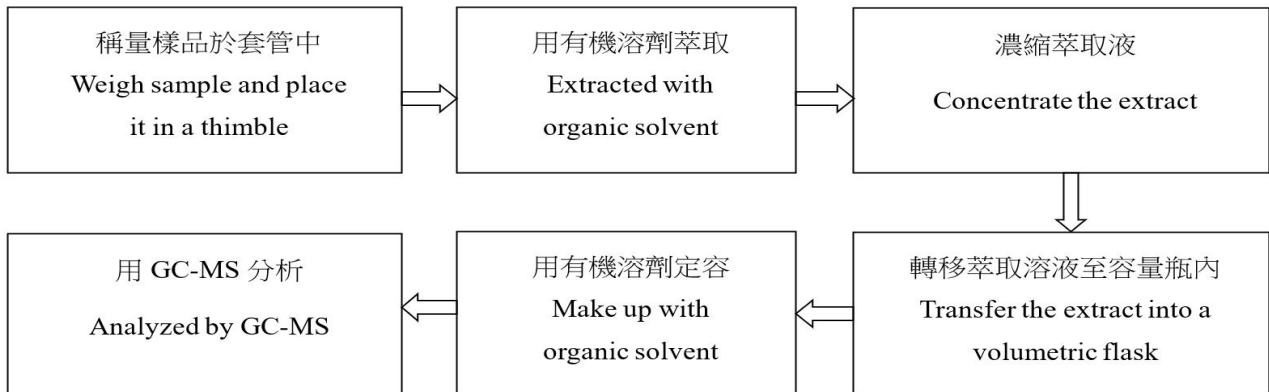 稱量樣品於套管中
Weigh sample and place
it in a thimble
用有機溶劑萃取
Extracted with
organic solvent
濃縮萃取液
Concentrate the extract
轉移萃取溶液至容量瓶內
Transfer the extract into a
volumetric flask
用有機溶劑定容
Make up with
organic solvent
用 GC-MS 分析
Analyzed by GC-MS